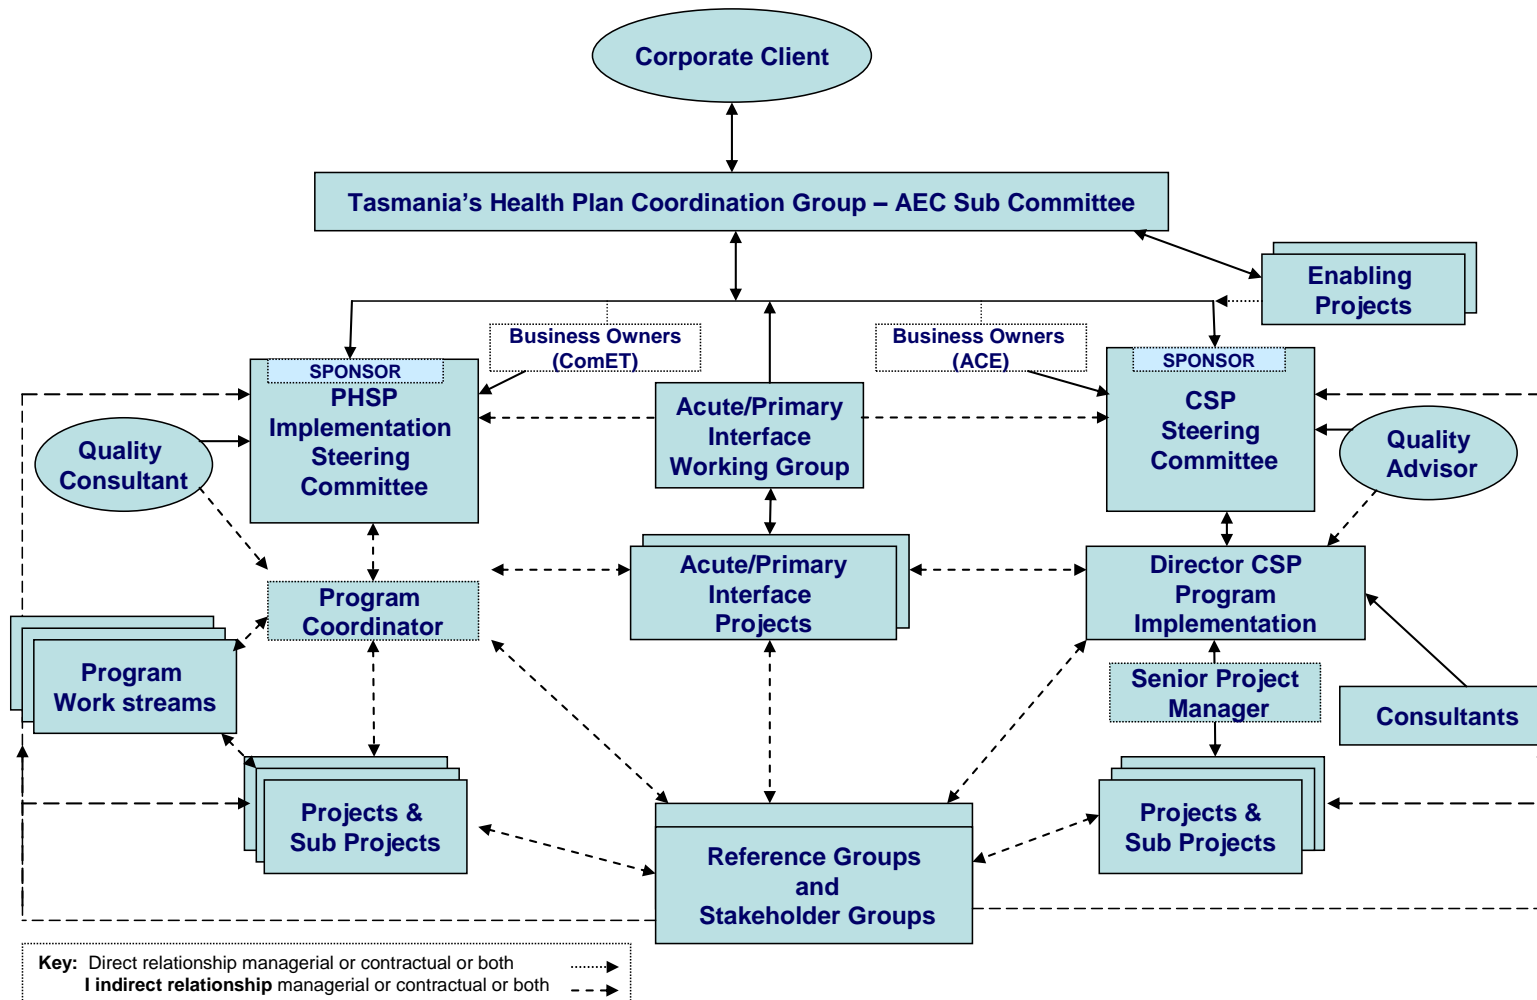 Corporate Client
Tasmania’s Health Plan Coordination Group – AEC Sub Committee
Enabling
Projects
Business Owners
(ComET)
Business Owners
(ACE)
SPONSOR
PHSP
Implementation
Steering
Committee
Acute/Primary
Interface
Working Group
SPONSOR
CSP
Steering
Committee
Quality
Consultant
Quality
Advisor
Program
Coordinator
Acute/Primary
Interface
Projects
Director CSP
Program
Implementation
Program
Work streams
Senior Project
Manager
Consultants
Projects &
Sub Projects
Reference Groups
and
Stakeholder Groups
Projects &
Sub Projects
Key: Direct relationship managerial or contractual or both
I indirect relationship managerial or contractual or both